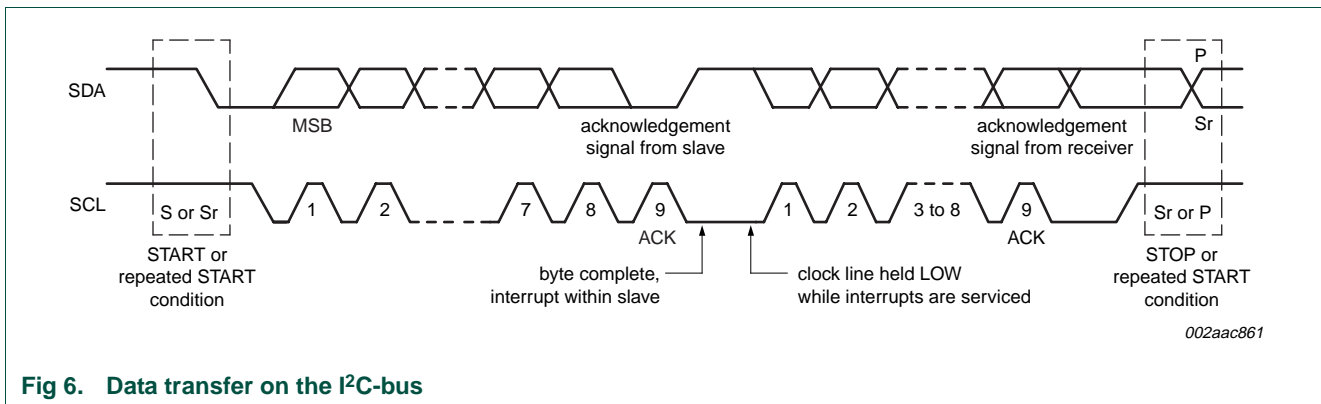 P
SDA
MSB
acknowledgement
signal from slave
acknowledgement
signal from receiver
Sr
SCL
S or Sr
1
2
7
8
9
1
2
3 to 8
9
Sr or P
ACK
ACK
START or
repeated START
condition
byte complete,
interrupt within slave
clock line held LOW
while interrupts are serviced
STOP or
repeated START
condition
002aac861
Fig 6. Data transfer on the I²C-bus